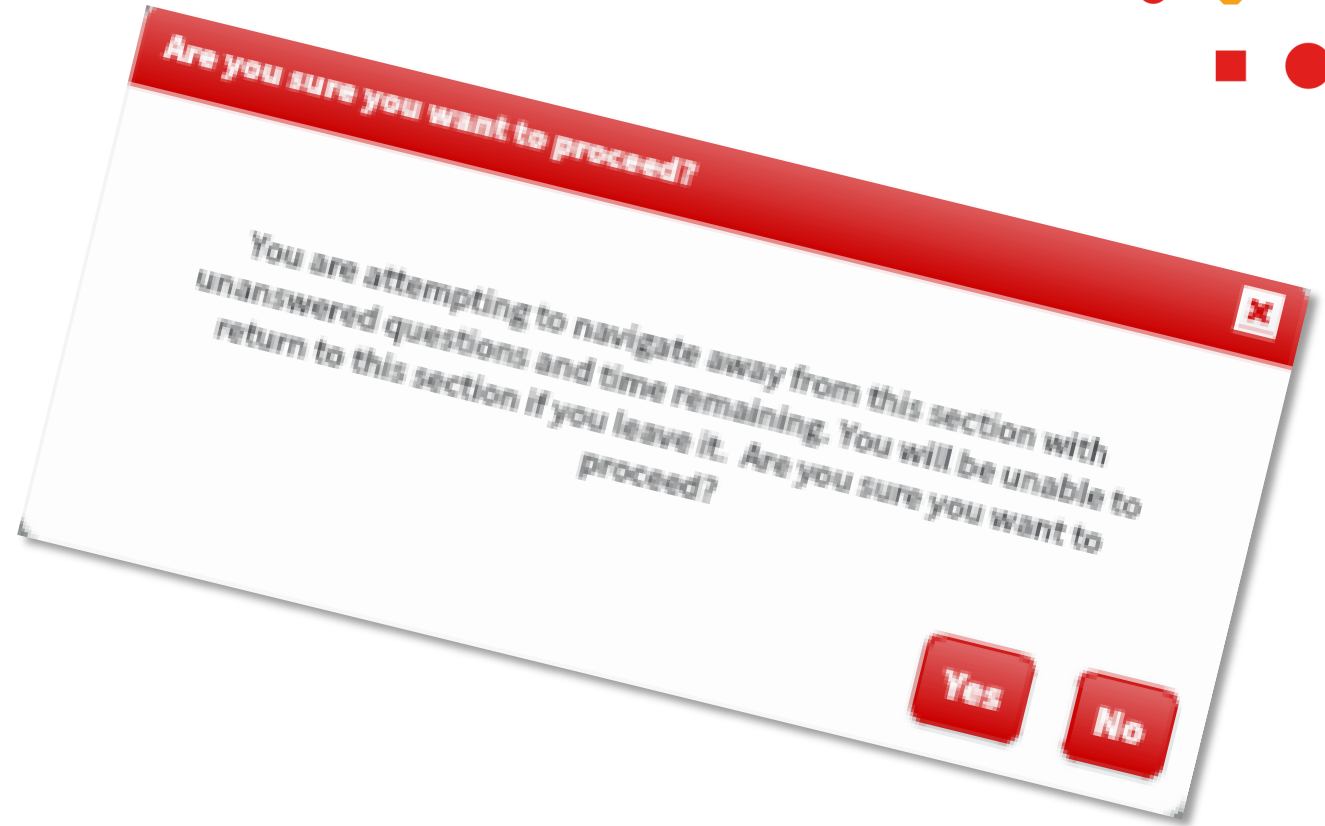 Are you sure you want to proceed?
You are attempting to navigate away from this section with
unanswered questions and time remaining. You will be unable to
return to this section if you leave it. Are you sure you want to
proceed?
Yes
No